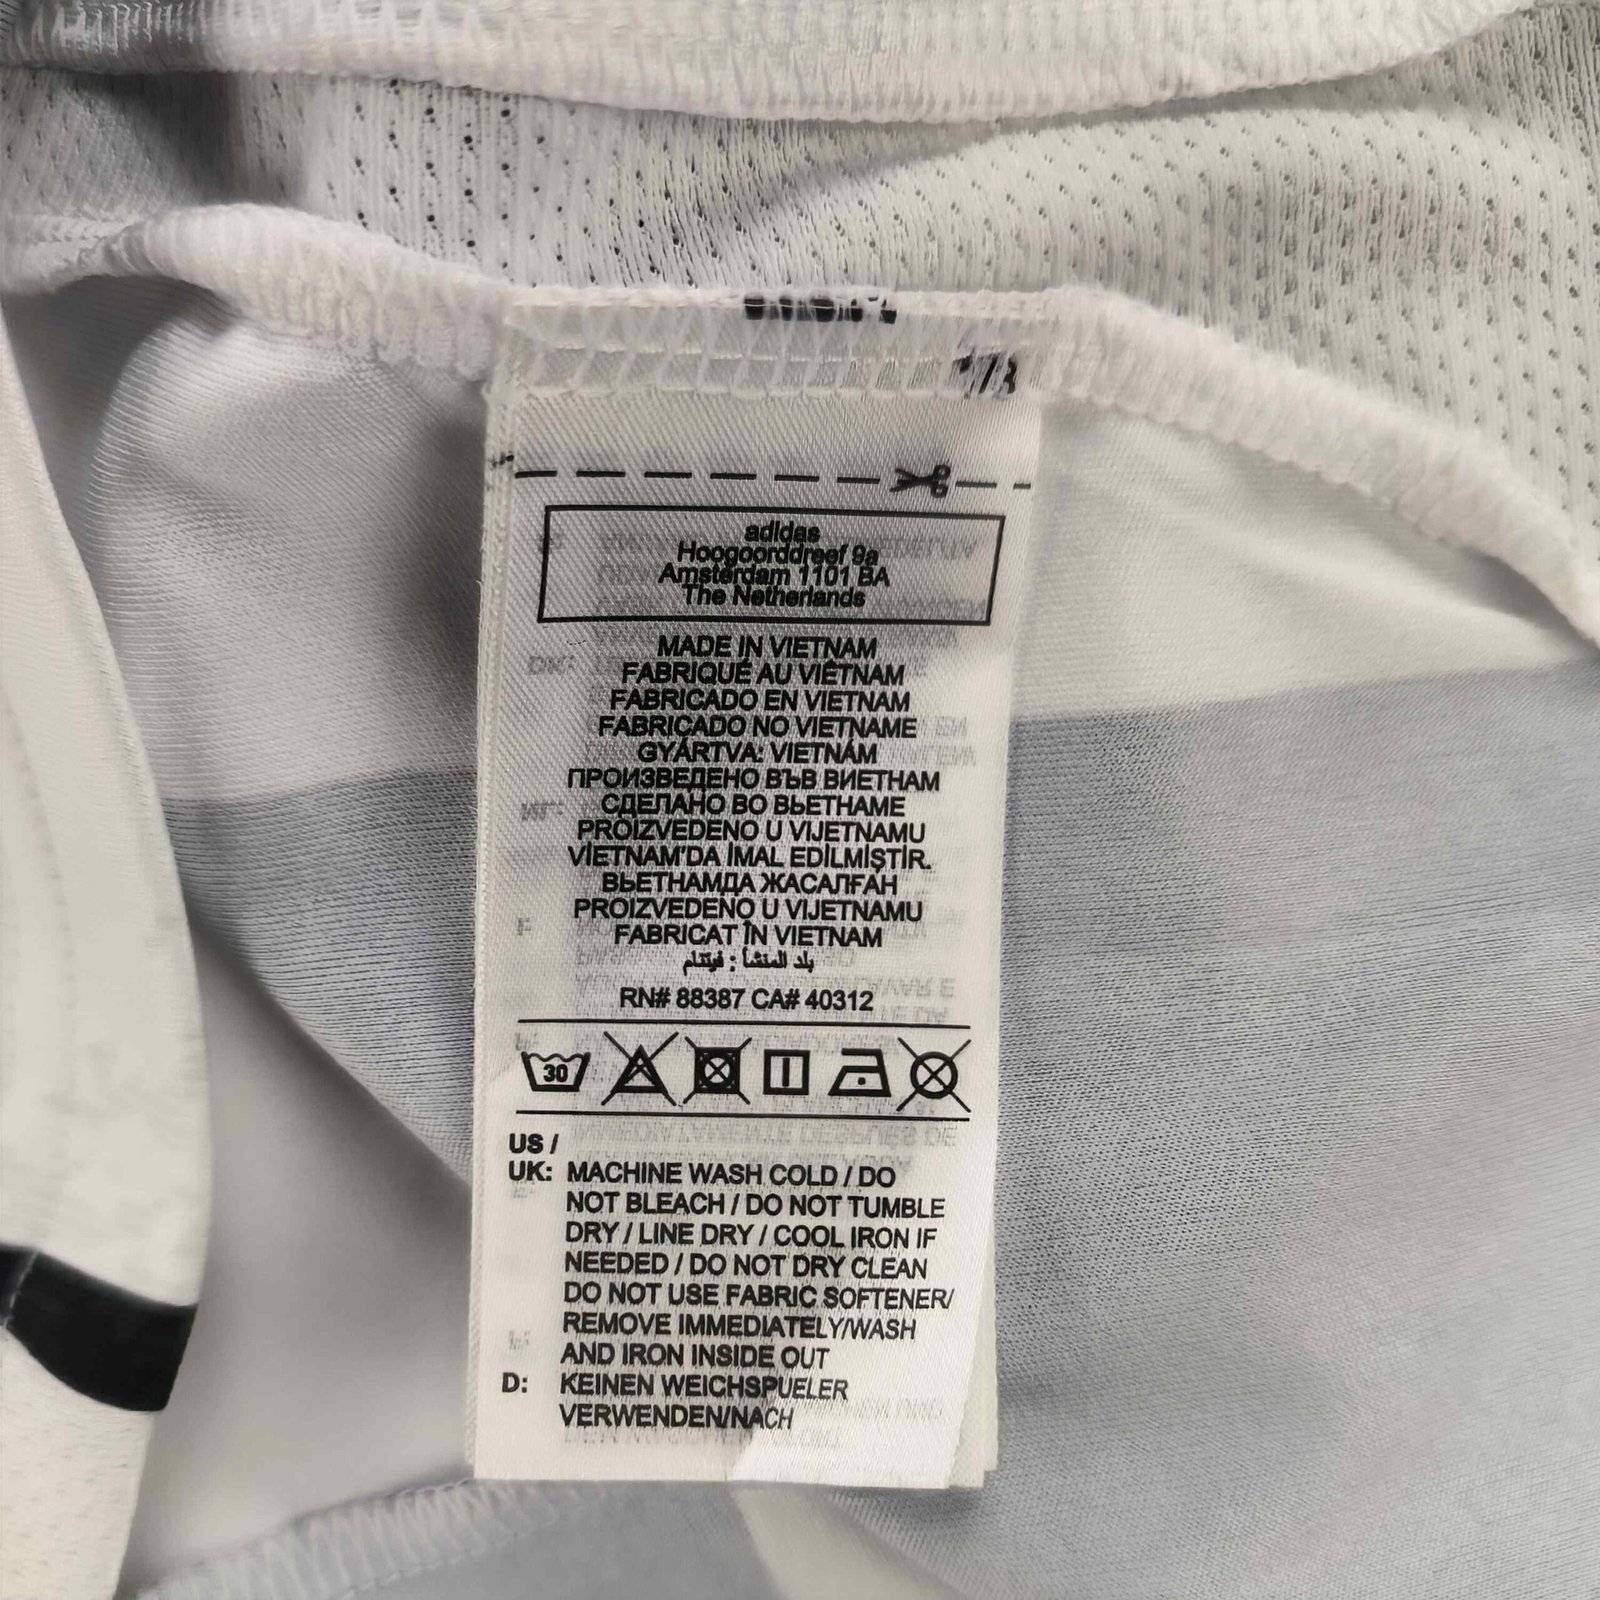 adidas
Hoogoorddreef 9a
Amsterdam 1101 BA
The Netherlands
MADE IN VIETNAM
FABRIQUÉ AU VIÊTNAM
FABRICADO EN VIETNAM
FABRICADO NO VIETNAME
GYÁRTVA: VIETNÁM
ПРОИЗВЕДЕНО ВЪВ ВИЕТНАМ
СДЕЛАНО ВО ВЬЕТНАМЕ
PROIZVEDENO U VIJETNAMU
VİETNAM'DA İMAL EDİLMİŞTİR.
ВЬЕТНАМДА ЖАСАЛҒАН
PROIZVEDENO U VIJETNAMU
FABRICAT ÎN VIETNAM
بلد المنشأ : فيتنام
RN# 88387 CA# 40312
30
US /
UK: MACHINE WASH COLD / DO
NOT BLEACH / DO NOT TUMBLE
DRY / LINE DRY / COOL IRON IF
NEEDED / DO NOT DRY CLEAN
DO NOT USE FABRIC SOFTENER/
REMOVE IMMEDIATELY/WASH
AND IRON INSIDE OUT
D: KEINEN WEICHSPUELER
VERWENDEN/NACH